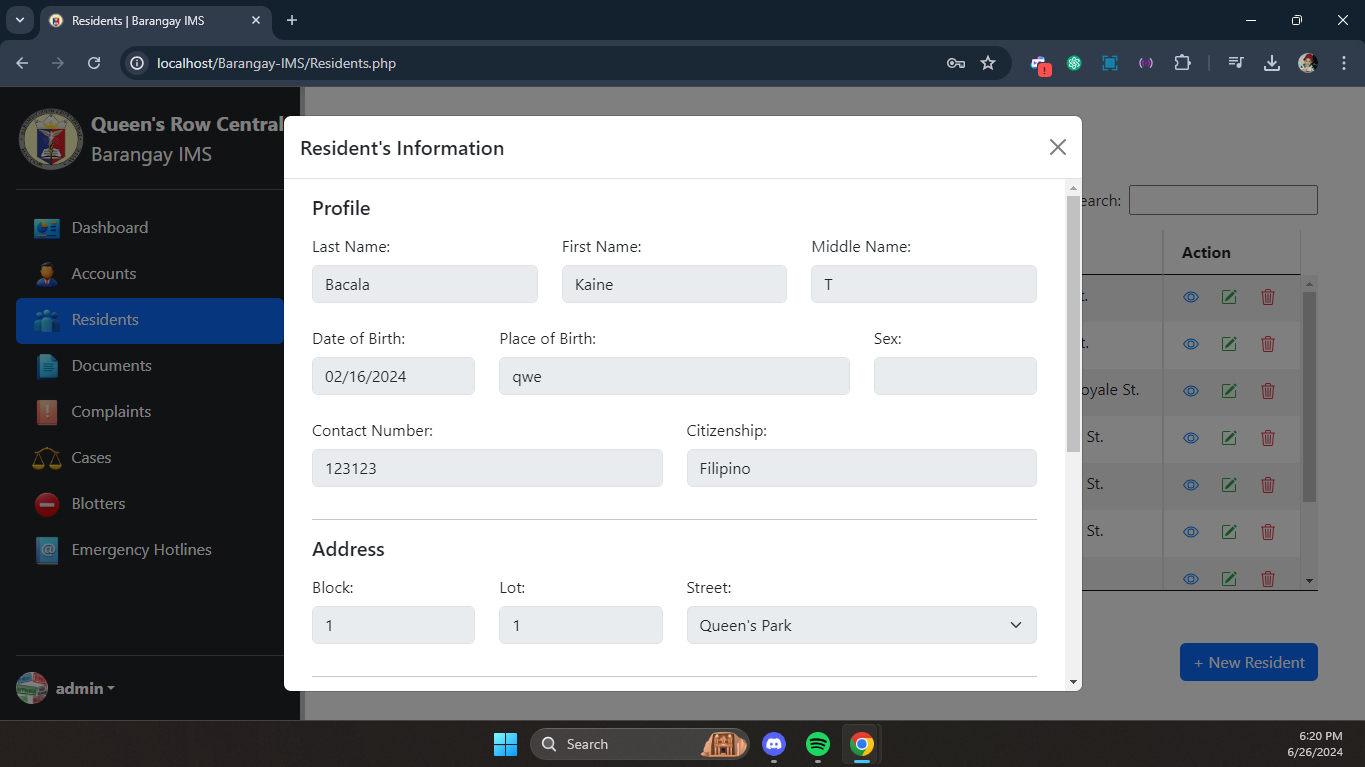 Residents | Barangay IMS
localhost/Barangay-IMS/Residents.php
Queen's Row Central
Barangay IMS
Dashboard
Accounts
Residents
Documents
Complaints
Cases
Blotters
Emergency Hotlines
admin
Resident's Information
Profile
Last Name: First Name: Middle Name:
Bacala Kaine T
Date of Birth: Place of Birth: Sex:
02/16/2024 qwe
Contact Number: Citizenship:
123123 Filipino
Address
Block: Lot: Street:
1 1 Queen's Park
earch:
Action
t.
t.
oyale St.
St.
St.
St.
+ New Resident
Search
6:20 PM
6/26/2024